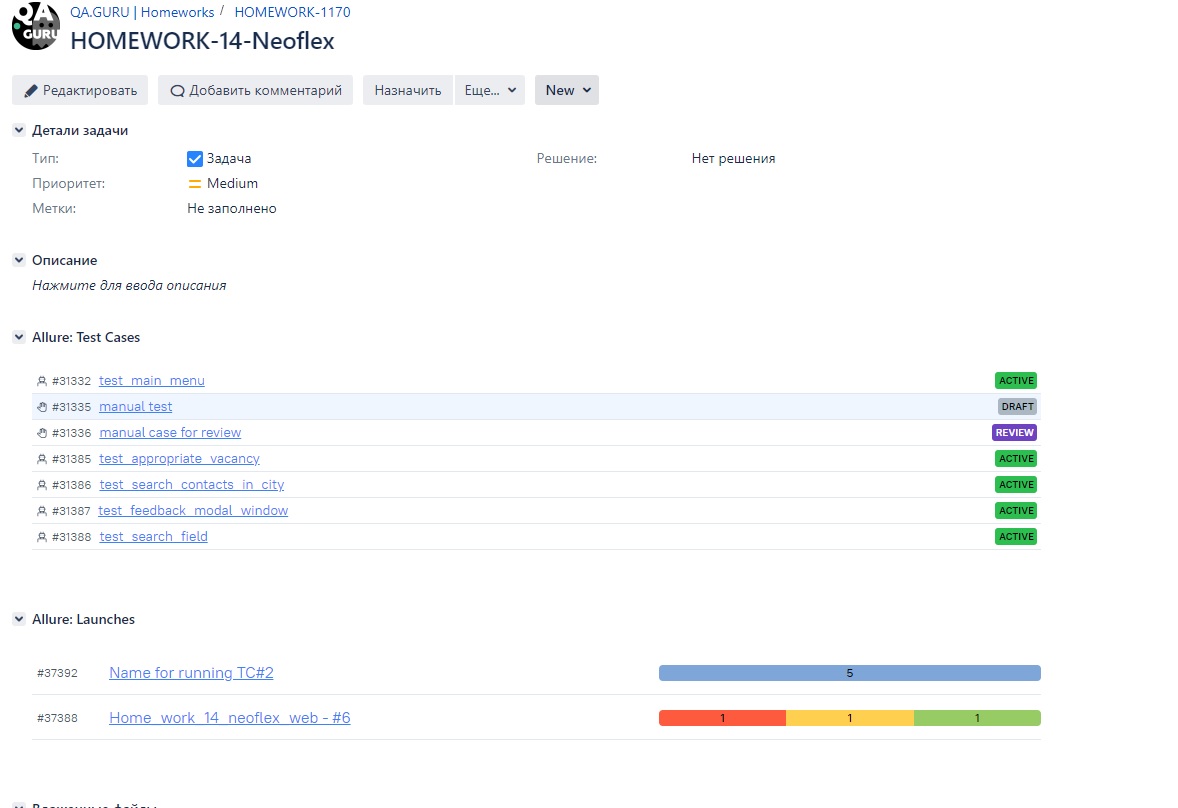 QA
GURU
QA.GURU | Homeworks / HOMEWORK-1170
HOMEWORK-14-Neoflex
Редактировать Добавить комментарий Назначить Еще... New
Детали задачи
Тип: Задача Решение: Нет решения
Приоритет: Medium
Метки: Не заполнено
Описание
Нажмите для ввода описания
Allure: Test Cases
#31332 test_main_menu ACTIVE
#31335 manual test DRAFT
#31336 manual case for review REVIEW
#31385 test_appropriate_vacancy ACTIVE
#31386 test_search_contacts_in_city ACTIVE
#31387 test_feedback_modal_window ACTIVE
#31388 test_search_field ACTIVE
Allure: Launches
#37392 Name for running TC#2 5
#37388 Home_work_14_neoflex_web - #6 1 1 1